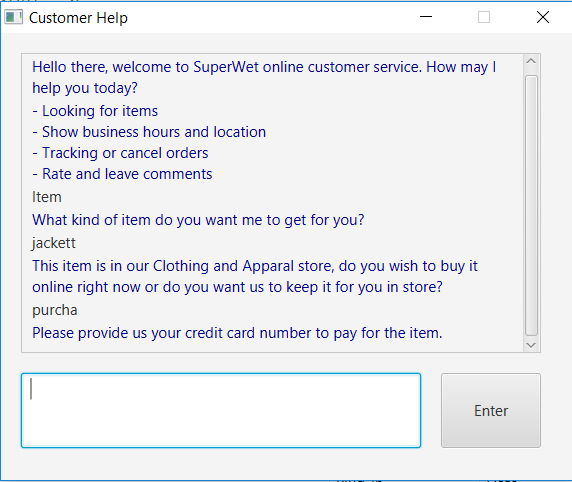 Customer Help
Hello there, welcome to SuperWet online customer service. How may I
help you today?
- Looking for items
- Show business hours and location
- Tracking or cancel orders
- Rate and leave comments
Item
What kind of item do you want me to get for you?
jackett
This item is in our Clothing and Apparal store, do you wish to buy it
online right now or do you want us to keep it for you in store?
purcha
Please provide us your credit card number to pay for the item.
Enter